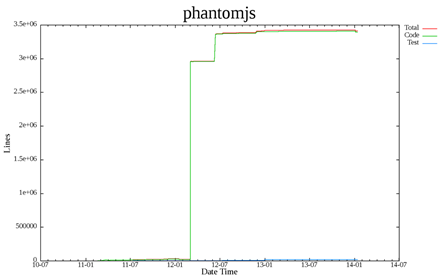 phantomjs
3.5e+06
3e+06
2.5e+06
2e+06
1.5e+06
1e+06
500000
0
Lines
10-07 11-01 11-07 12-01 12-07 13-01 13-07 14-01 14-07
Date Time
Total
Code
Test